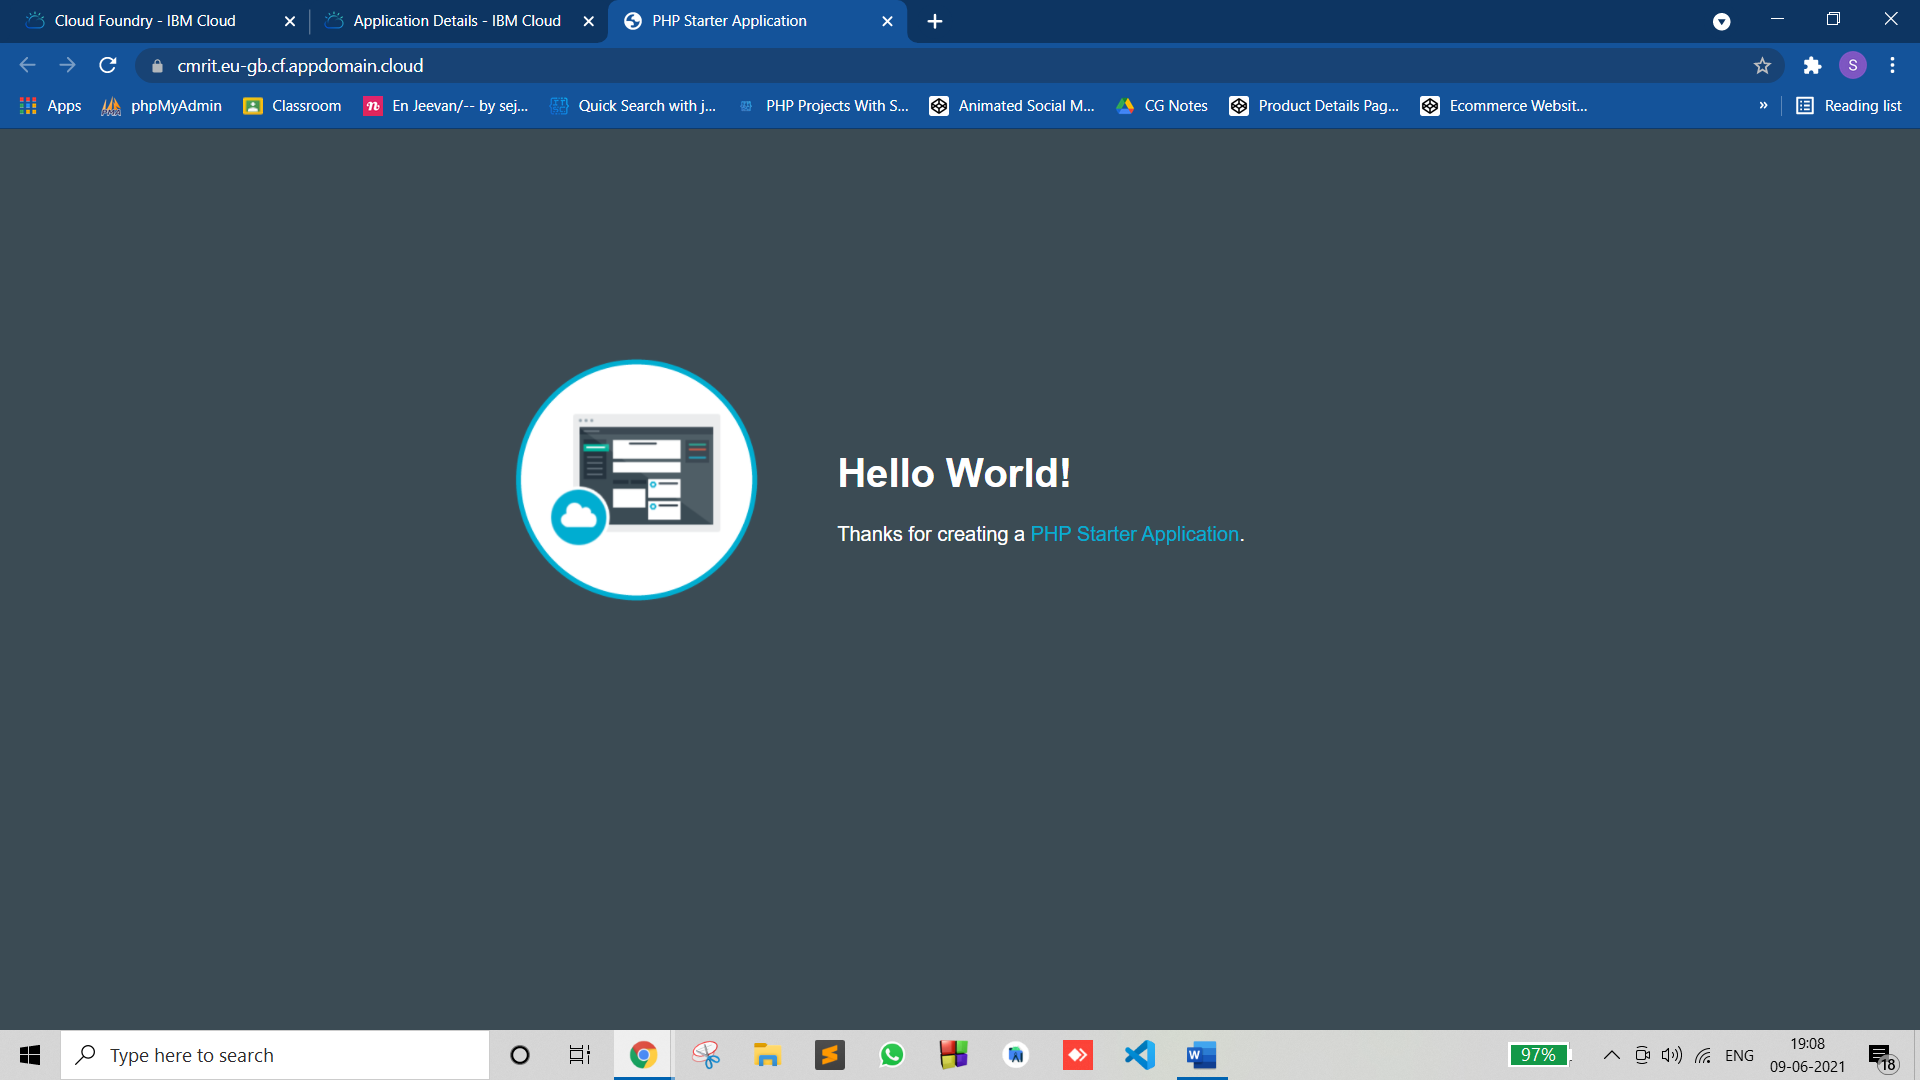 Cloud Foundry - IBM Cloud
Application Details - IBM Cloud
PHP Starter Application
cmrit.eu-gb.cf.appdomain.cloud
S
Apps
phpMyAdmin
Classroom
n
En Jeevan/-- by sej...
Quick Search with j...
PHP Projects With S...
Animated Social M...
CG Notes
Product Details Pag...
Ecommerce Websit...
»
Reading list
Hello World!
Thanks for creating a PHP Starter Application.
Type here to search
W
97%
ENG
19:08
09-06-2021
18